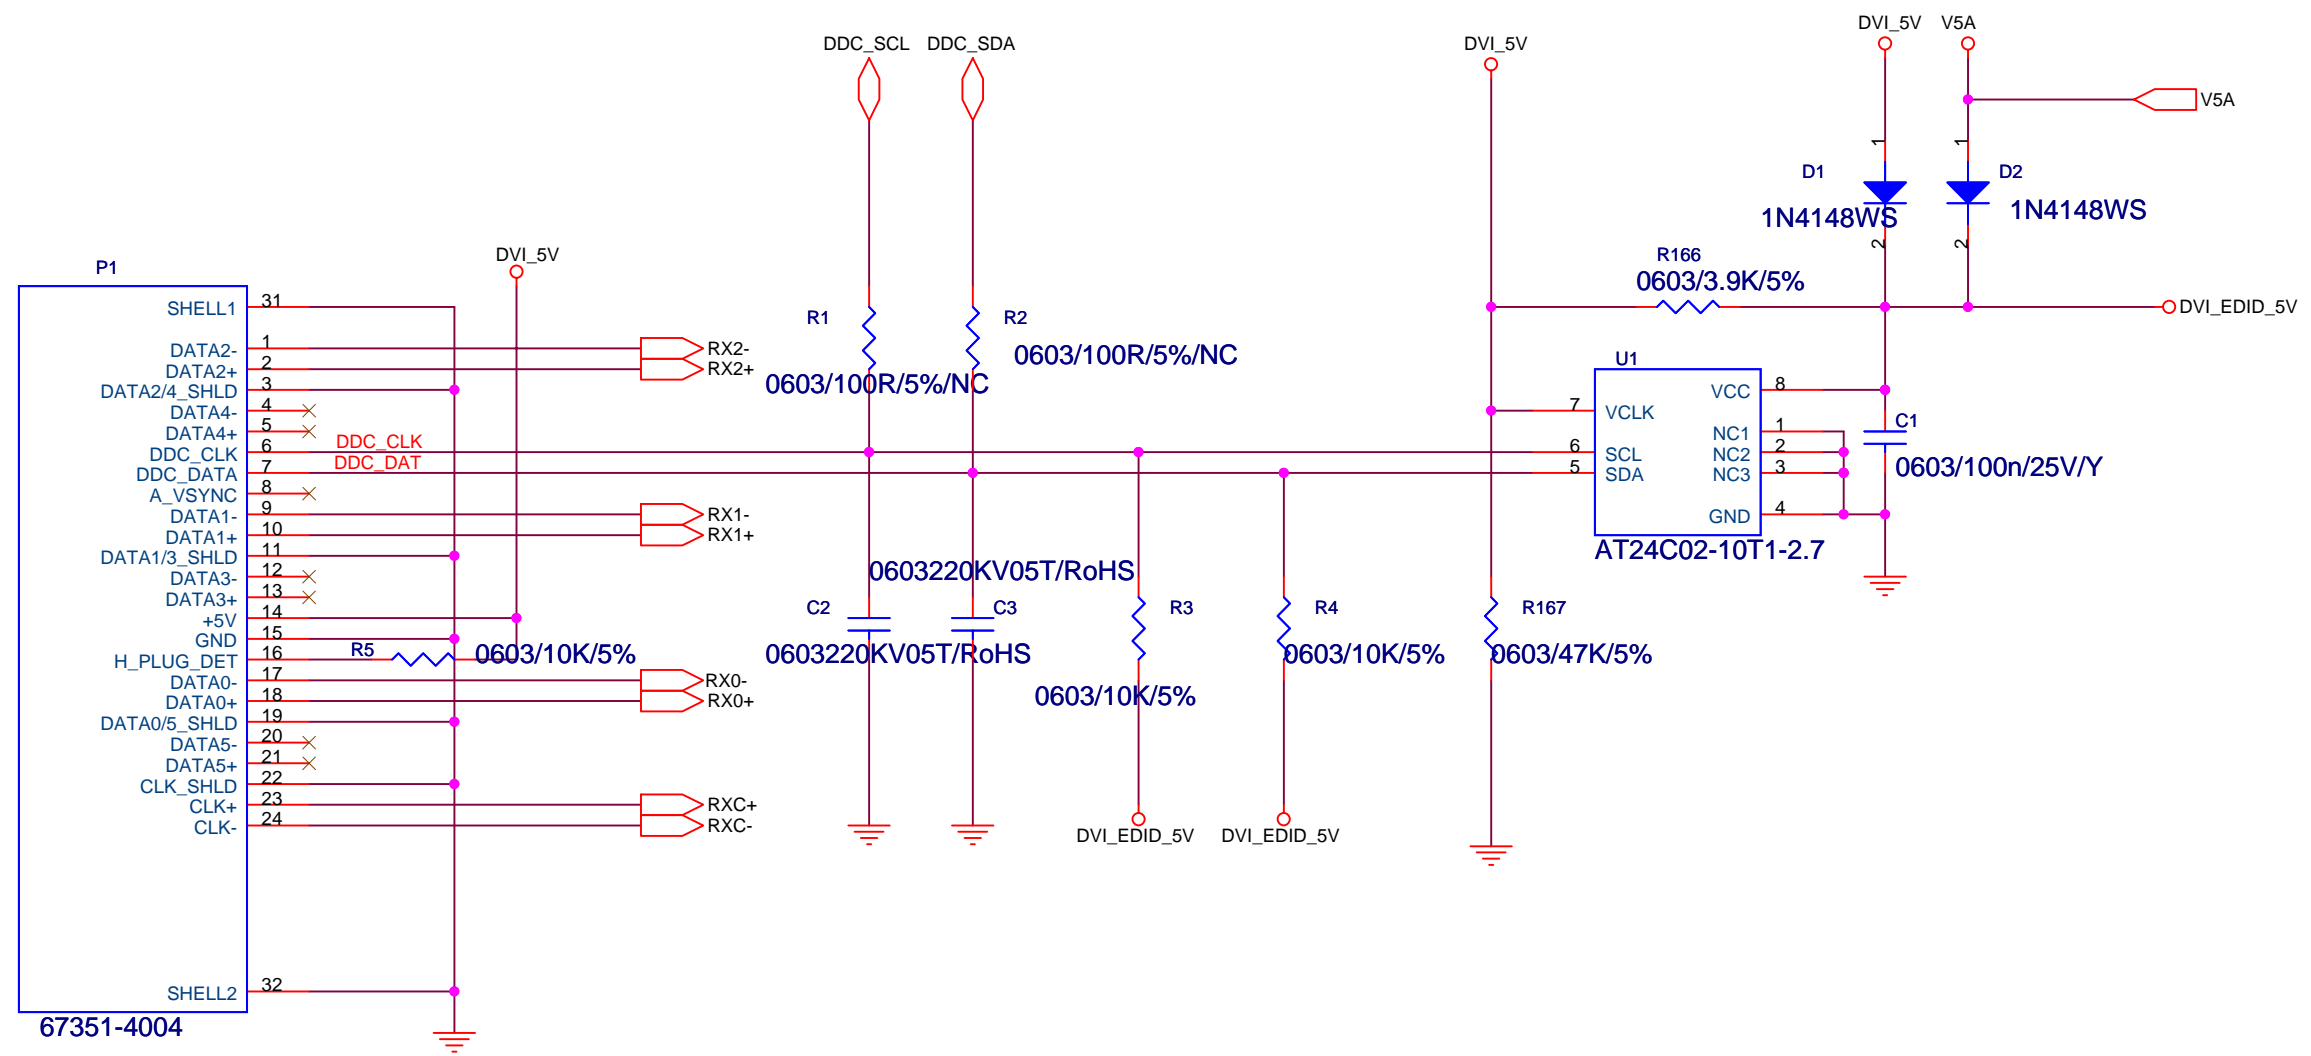 DVI_5V V5A
DDC_SCL DDC_SDA DVI_5V
V5A
1 1
D1 D2
1N4148WS 1N4148WS
2 2
DVI_5V
R166
P1
0603/3.9K/5%
SHELL1 31
R1 R2
DVI_EDID_5V
DATA2- 1 RX2-
0603/100R/5%/NC
U1
DATA2+ 2 RX2+
0603/100R/5%/NC
DATA2/4_SHLD 3
VCC 8
DATA4- 4
7 VCLK
C1
DATA4+ 5
NC1 1
DDC_CLK 6 DDC_CLK
6 SCL
NC2 2
DDC_DATA 7 DDC_DAT
5 SDA
NC3 3
0603/100n/25V/Y
A_VSYNC 8
DATA1- 9 RX1-
GND 4
DATA1+ 10 RX1+
AT24C02-10T1-2.7
DATA1/3_SHLD 11
0603220KV05T/RoHS
DATA3- 12
DATA3+ 13
C2 C3 R3 R4 R167
+5V 14
GND 15
H_PLUG_DET 16 R5 0603/10K/5%
0603220KV05T/RoHS
0603/10K/5%
0603/47K/5%
DATA0- 17 RX0-
0603/10K/5%
DATA0+ 18 RX0+
DATA0/5_SHLD 19
DATA5- 20
DATA5+ 21
CLK_SHLD 22
CLK+ 23 RXC+
CLK- 24 RXC-
DVI_EDID_5V DVI_EDID_5V
SHELL2 32
67351-4004